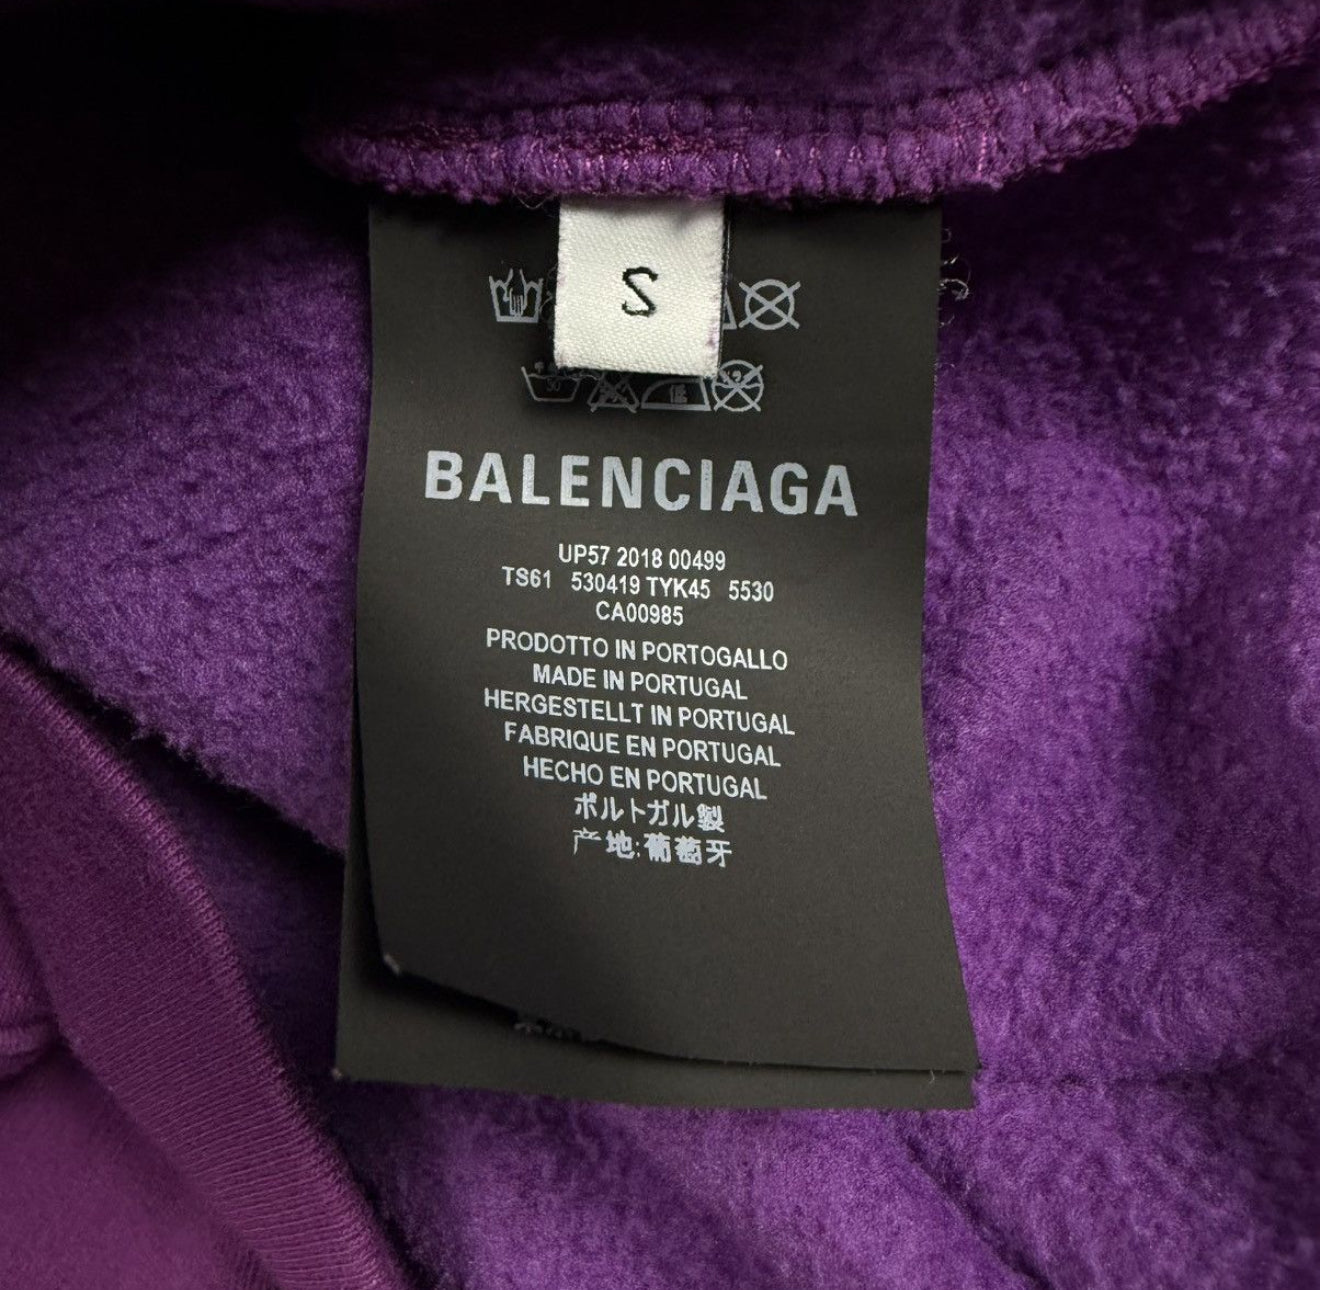 S
BALENCIAGA
UP57 2018 00499
TS61 530419 TYK45 5530
CA00985
PRODOTTO IN PORTOGALLO
MADE IN PORTUGAL
HERGESTELLT IN PORTUGAL
FABRIQUE EN PORTUGAL
HECHO EN PORTUGAL
ポルトガル製
产地:葡萄牙